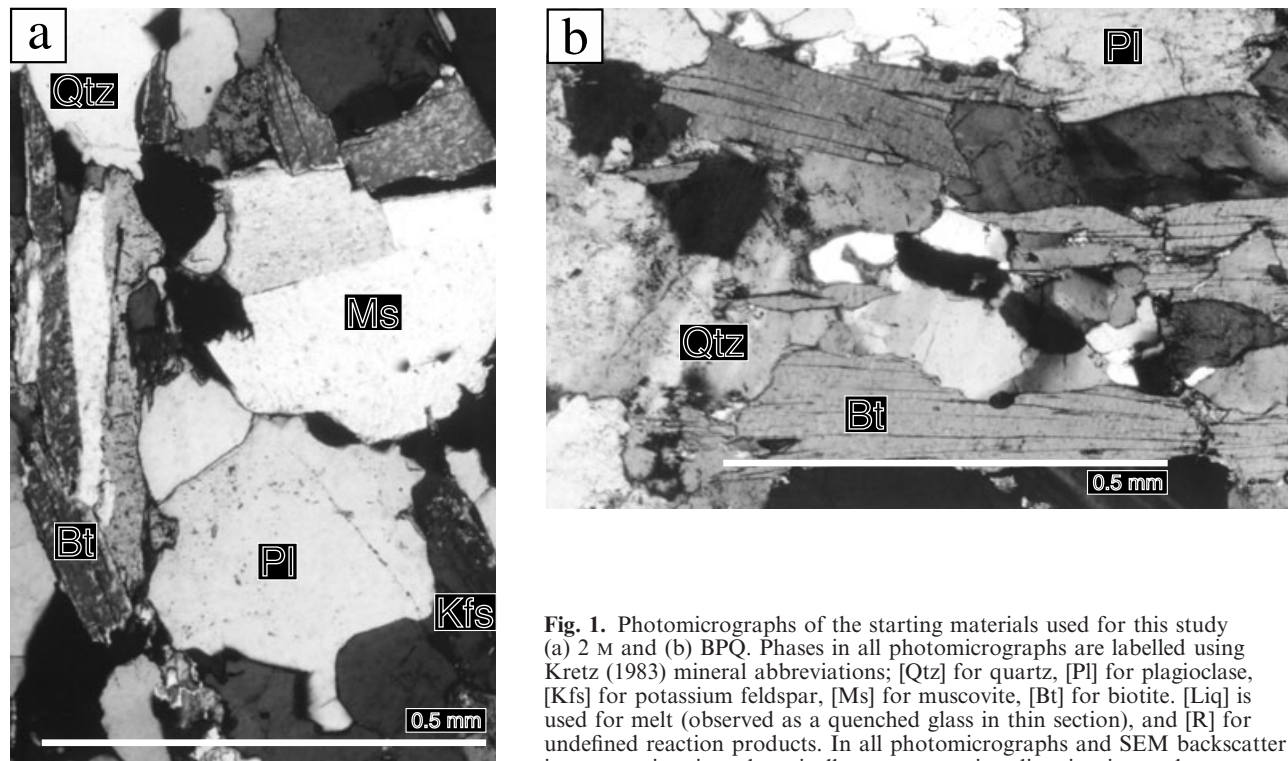 a
Qtz
Ms
Bt
Pl
Kfs
0.5 mm
b
Pl
Qtz
Bt
0.5 mm
Fig. 1. Photomicrographs of the starting materials used for this study
(a) 2 M and (b) BPQ. Phases in all photomicrographs are labelled using
Kretz (1983) mineral abbreviations; [Qtz] for quartz, [Pl] for plagioclase,
[Kfs] for potassium feldspar, [Ms] for muscovite, [Bt] for biotite. [Liq] is
used for melt (observed as a quenched glass in thin section), and [R] for
undefined reaction products. In all photomicrographs and SEM backscatter